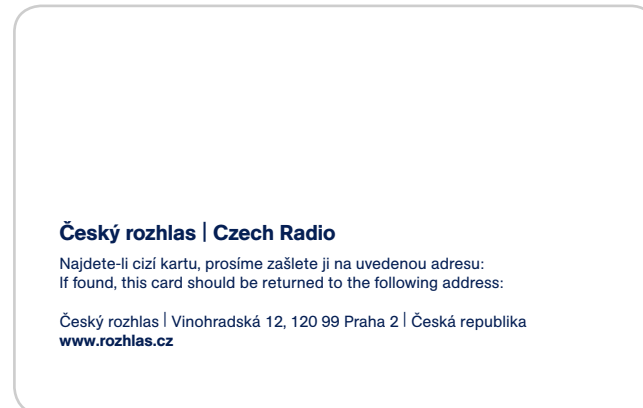 Český rozhlas | Czech Radio
Najdete-li cizí kartu, prosíme zašlete ji na uvedenou adresu:
If found, this card should be returned to the following address:
Český rozhlas | Vinohradská 12, 120 99 Praha 2 | Česká republika
www.rozhlas.cz